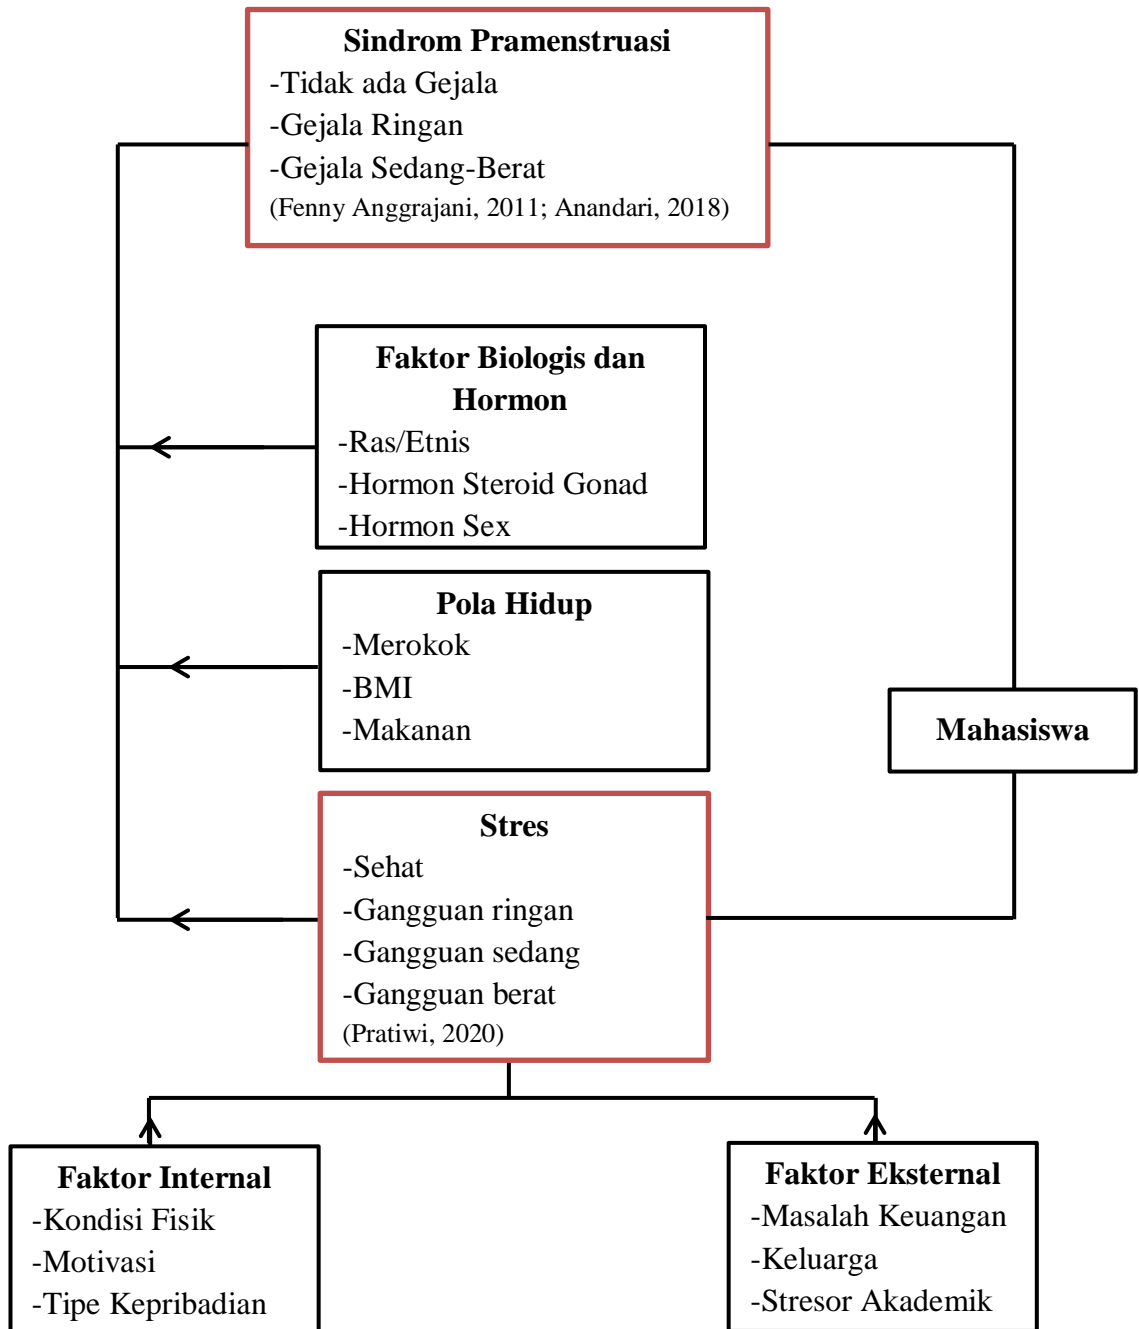 Sindrom Pramenstruasi
-Tidak ada Gejala
-Gejala Ringan
-Gejala Sedang-Berat
(Fenny Anggrajani, 2011; Anandari, 2018)
Faktor Biologis dan
Hormon
-Ras/Etnis
-Hormon Steroid Gonad
-Hormon Sex
Pola Hidup
-Merokok
-BMI
-Makanan
Mahasiswa
Stres
-Sehat
-Gangguan ringan
-Gangguan sedang
-Gangguan berat
(Pratiwi, 2020)
Faktor Internal
-Kondisi Fisik
-Motivasi
-Tipe Kepribadian
Faktor Eksternal
-Masalah Keuangan
-Keluarga
-Stresor Akademik